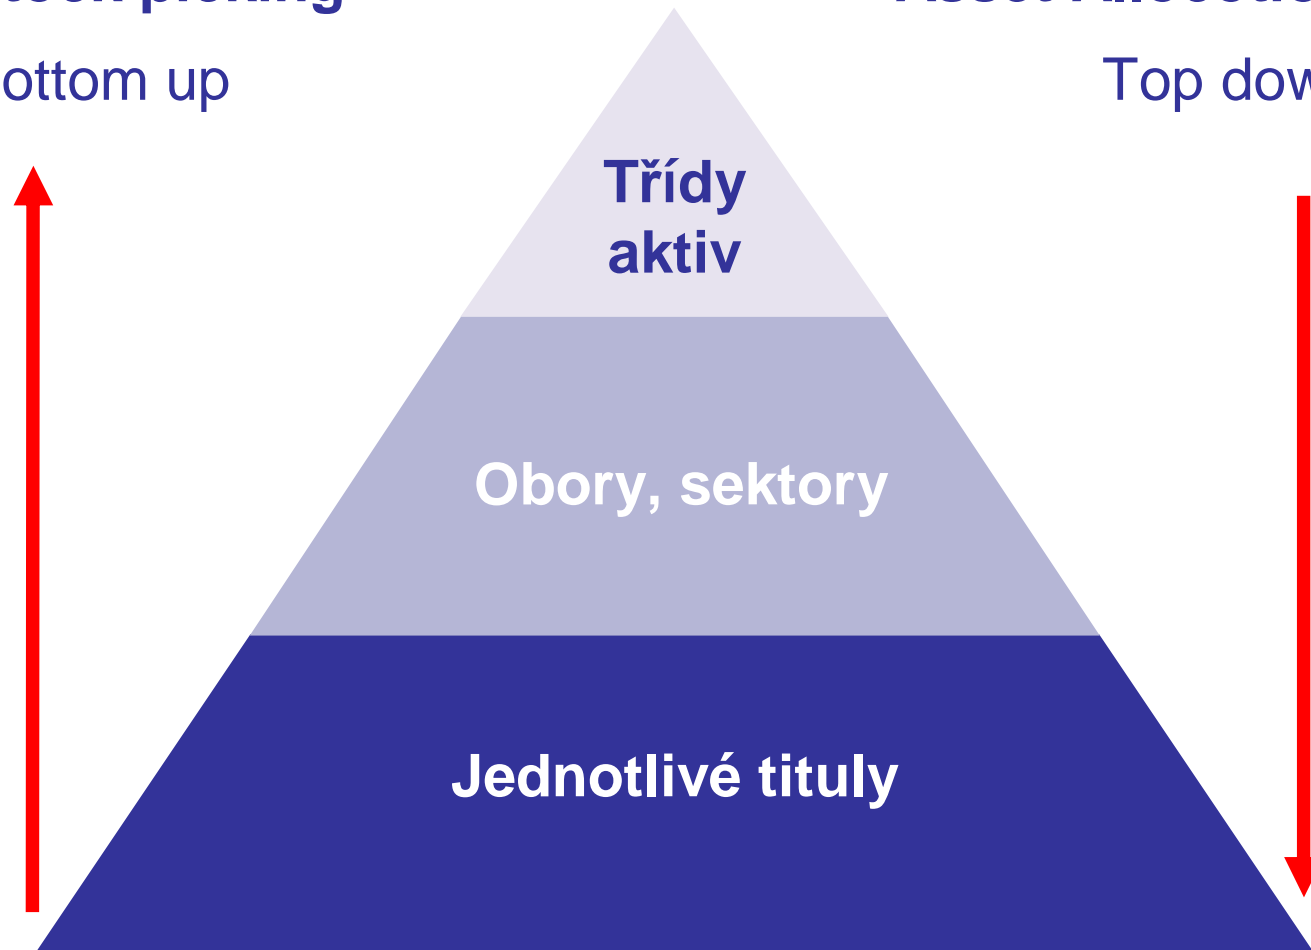 ottom up
Top dow
Třídy
aktiv
Obory, sektory
Jednotlivé tituly